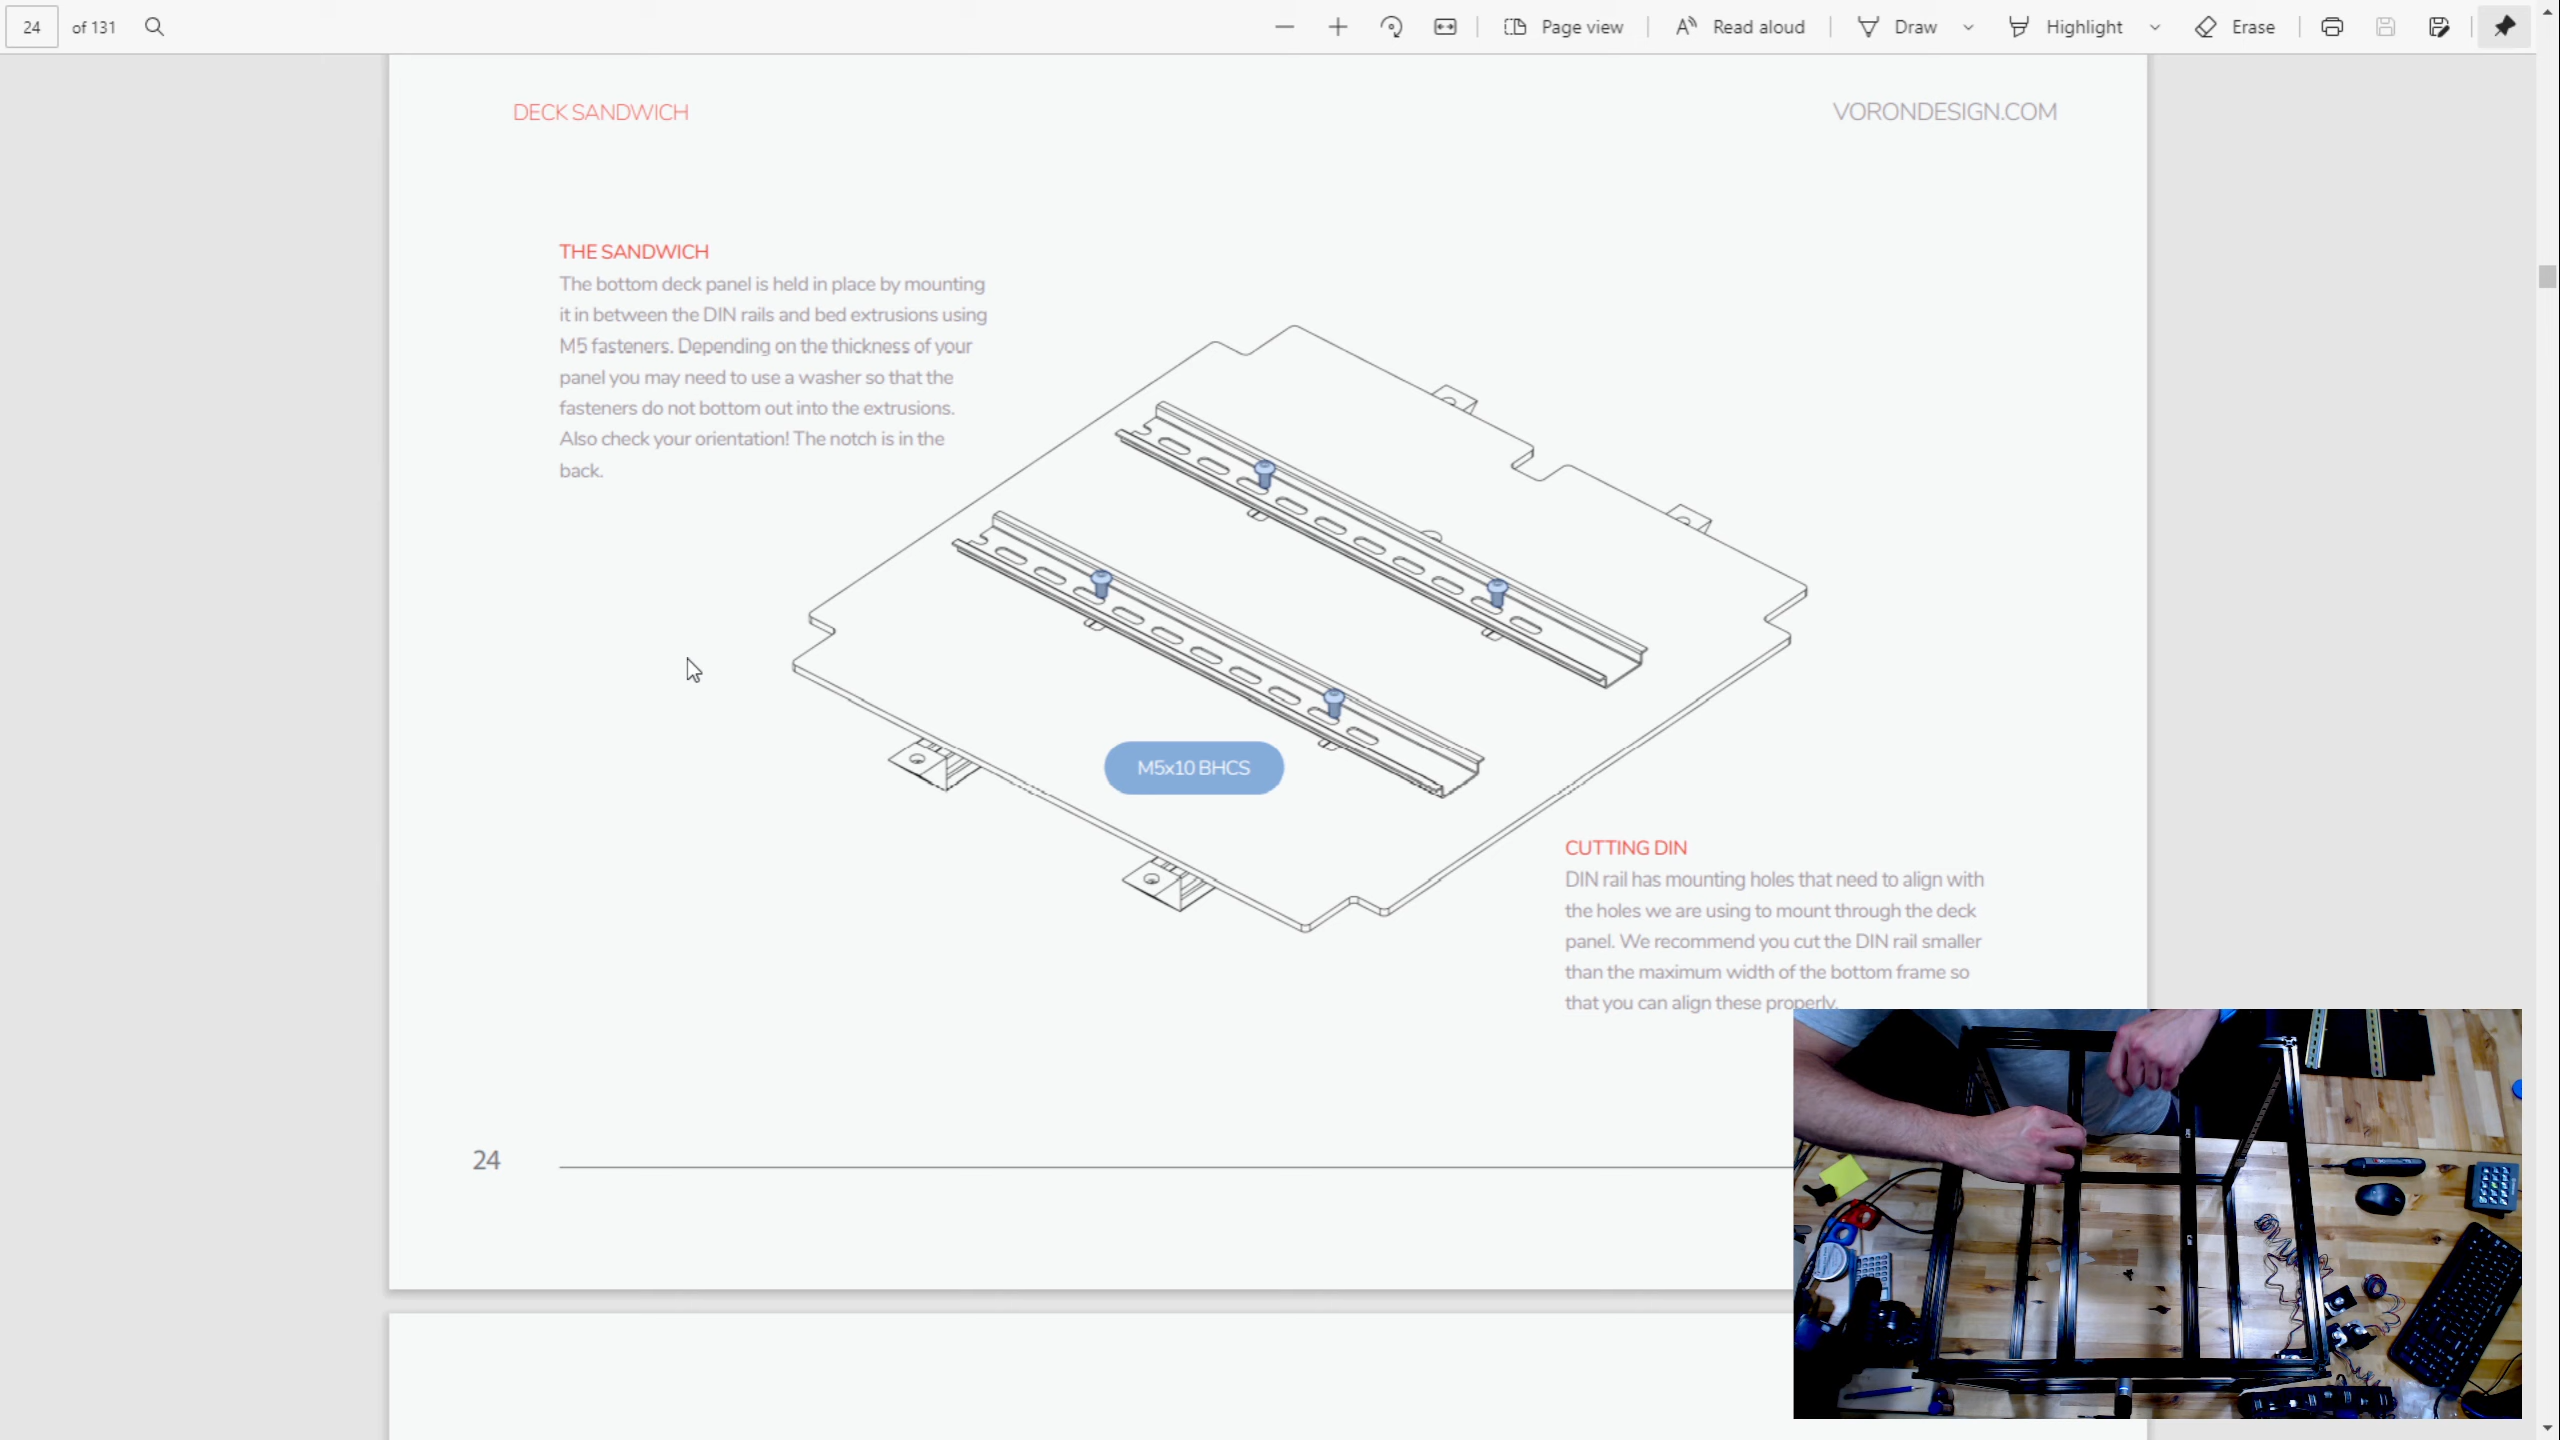 24 of 131 Page view Read aloud Draw Highlight Erase
DECK SANDWICH
VORONDESIGN.COM
THE SANDWICH
The bottom deck panel is held in place by mounting
it in between the DIN rails and bed extrusions using
M5 fasteners. Depending on the thickness of your
panel you may need to use a washer so that the
fasteners do not bottom out into the extrusions.
Also check your orientation! The notch is in the
back.
M5x10 BHCS
CUTTING DIN
DIN rail has mounting holes that need to align with
the holes we are using to mount through the deck
panel. We recommend you cut the DIN rail smaller
than the maximum width of the bottom frame so
that you can align these properly.
24